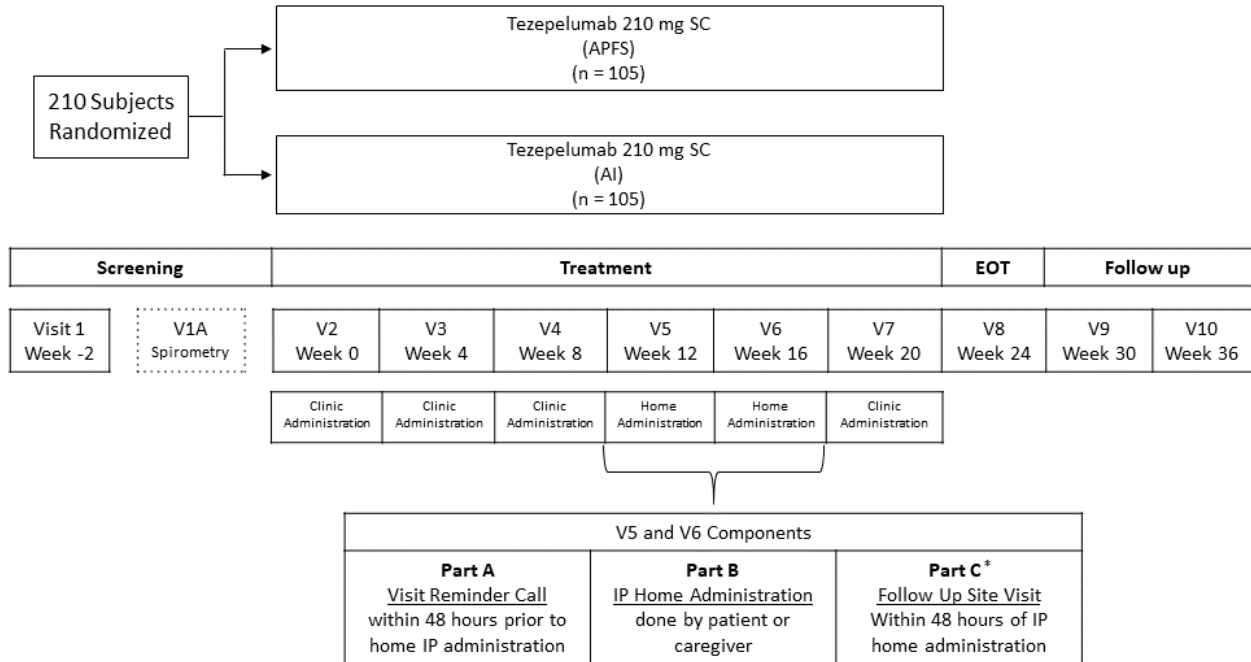 Tezepelumab 210 mg SC
(APFS)
(n = 105)
210 Subjects
Randomized
Tezepelumab 210 mg SC
(AI)
(n = 105)
Screening Treatment EOT Follow up
Visit 1
Week -2
V1A
Spirometry
V2
Week 0
V3
Week 4
V4
Week 8
V5
Week 12
V6
Week 16
V7
Week 20
V8
Week 24
V9
Week 30
V10
Week 36
Clinic
Administration
Clinic
Administration
Clinic
Administration
Home
Administration
Home
Administration
Clinic
Administration
V5 and V6 Components
Part A
Visit Reminder Call
within 48 hours prior to
home IP administration
Part B
IP Home Administration
done by patient or
caregiver
Part C*
Follow Up Site Visit
Within 48 hours of IP
home administration